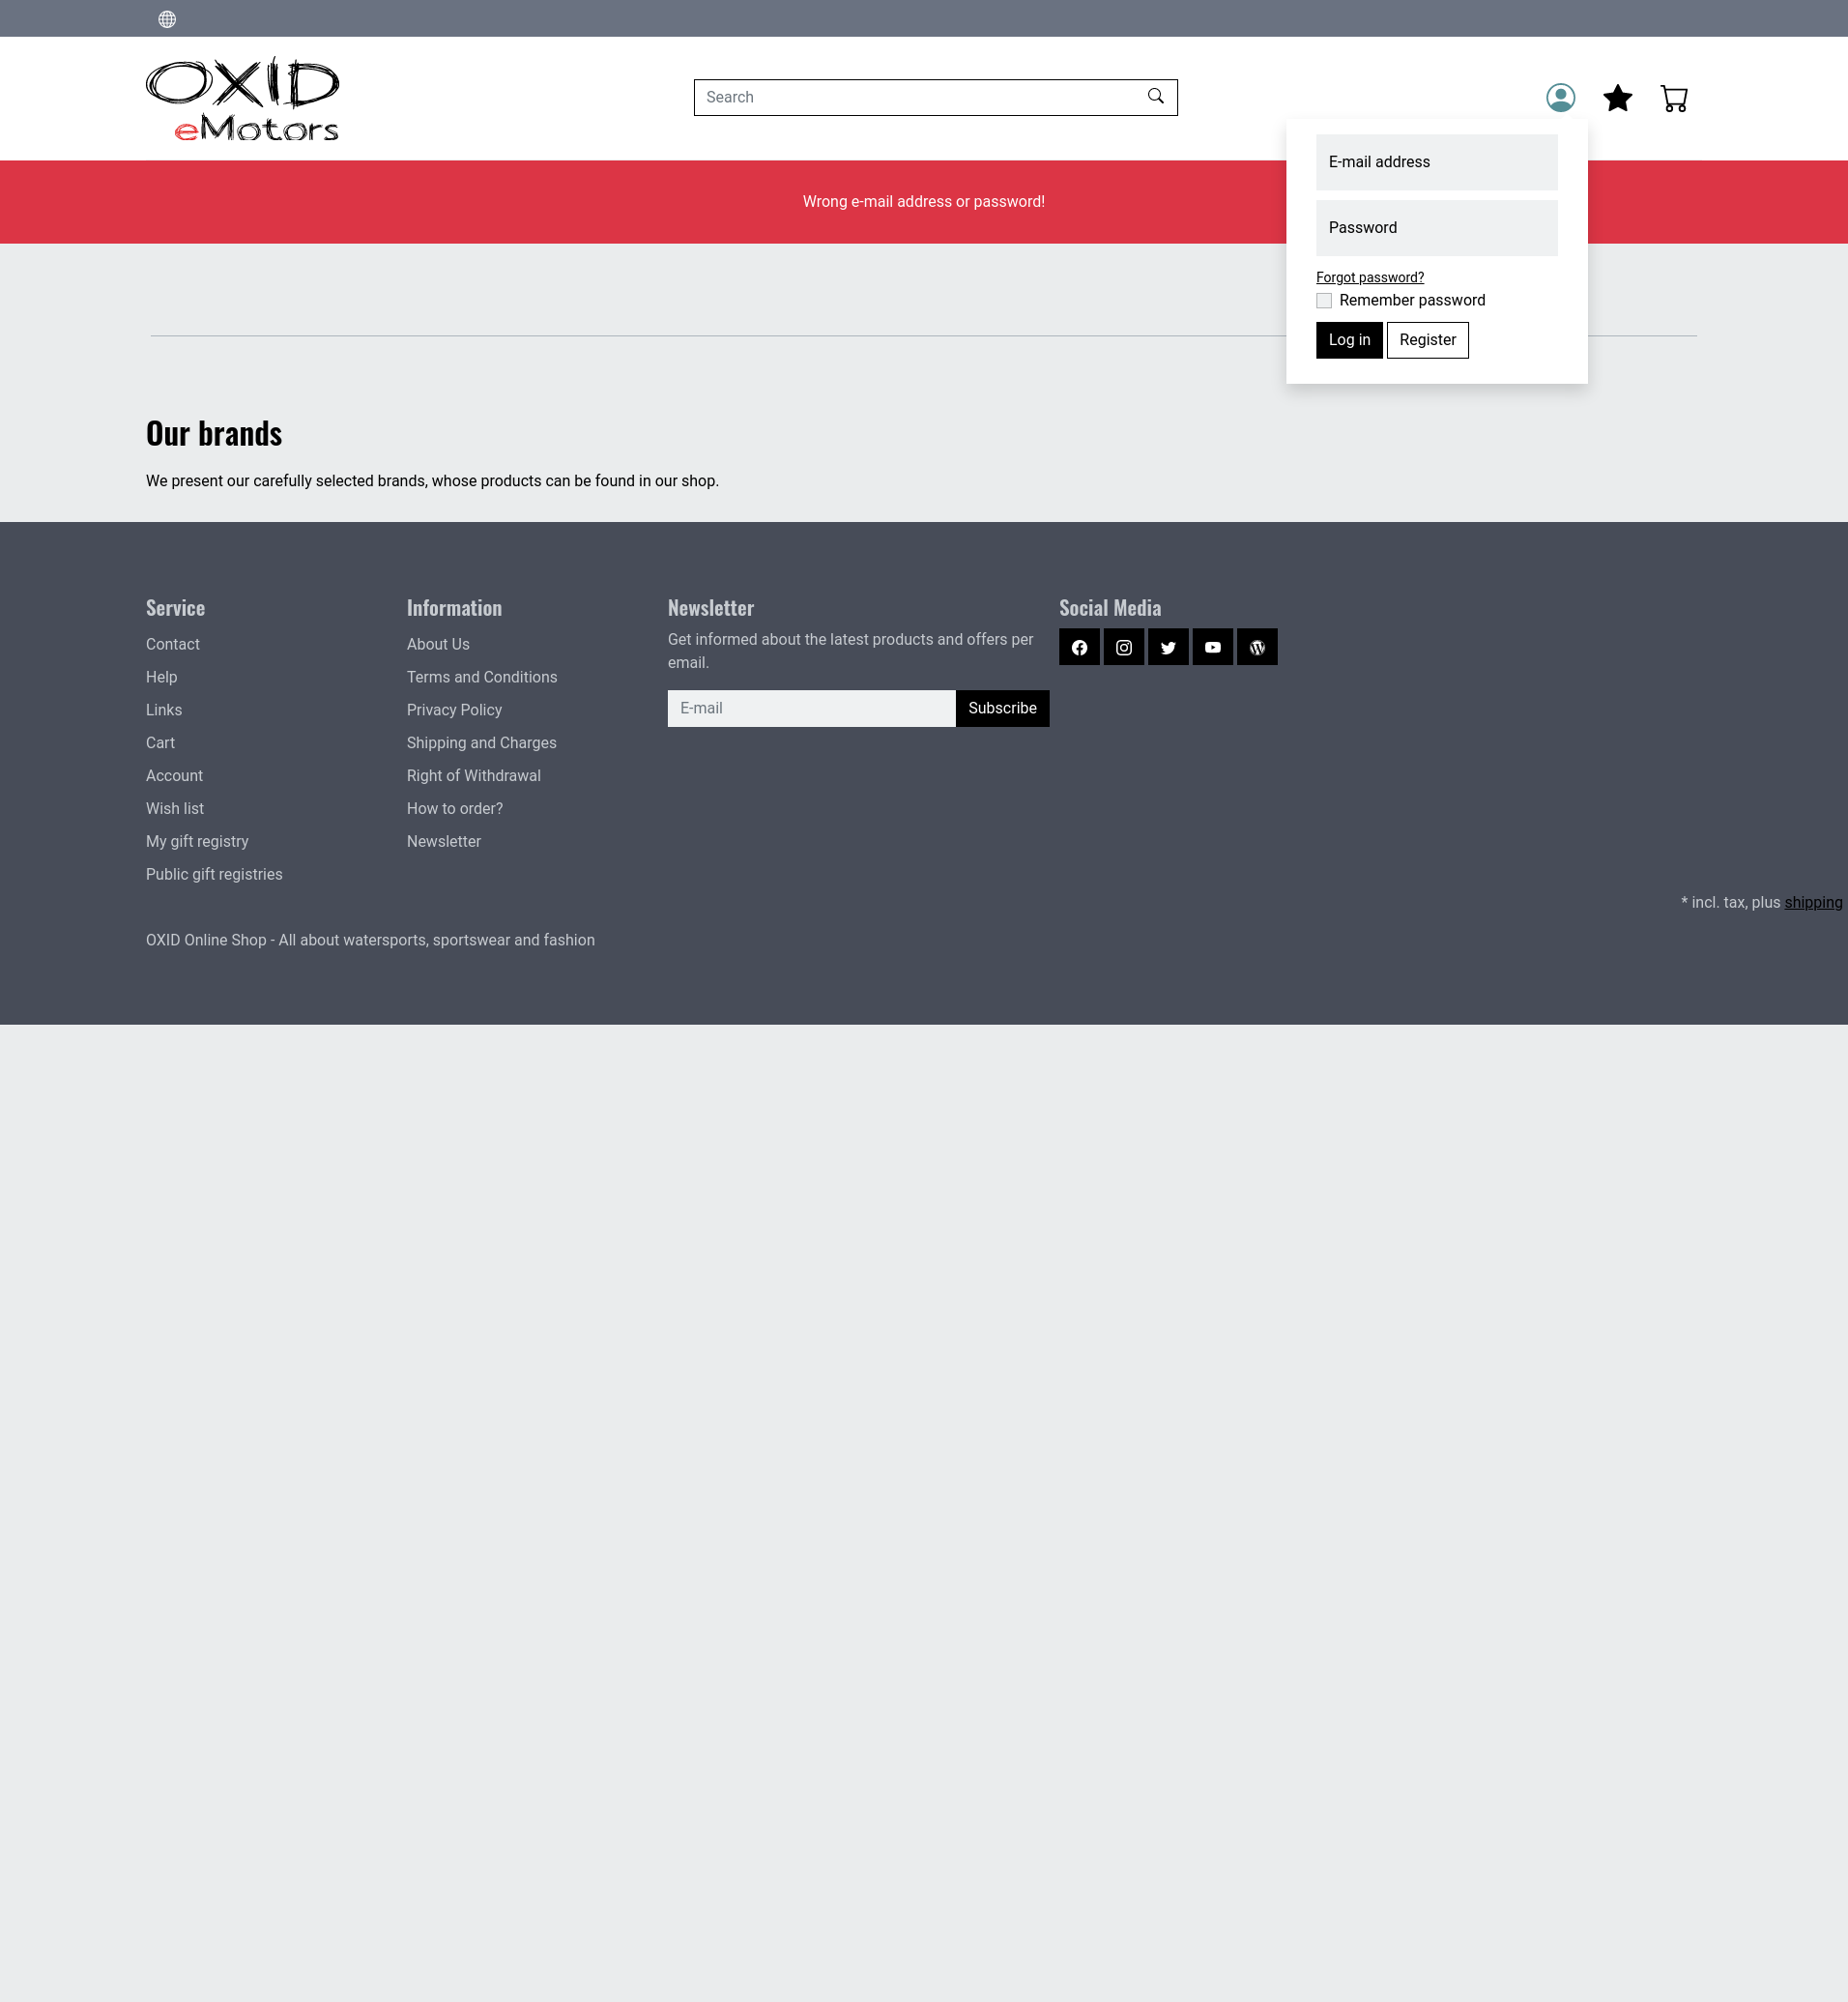 OXID
eMotors
Search
E-mail address
Wrong e-mail address or password!
Password
Forgot password?
Remember password
Log in
Register
Our brands
We present our carefully selected brands, whose products can be found in our shop.
Service
Contact
Help
Links
Cart
Account
Wish list
My gift registry
Public gift registries
Information
About Us
Terms and Conditions
Privacy Policy
Shipping and Charges
Right of Withdrawal
How to order?
Newsletter
Newsletter
Get informed about the latest products and offers per
email.
E-mail
Subscribe
Social Media
* incl. tax, plus shipping
OXID Online Shop - All about watersports, sportswear and fashion